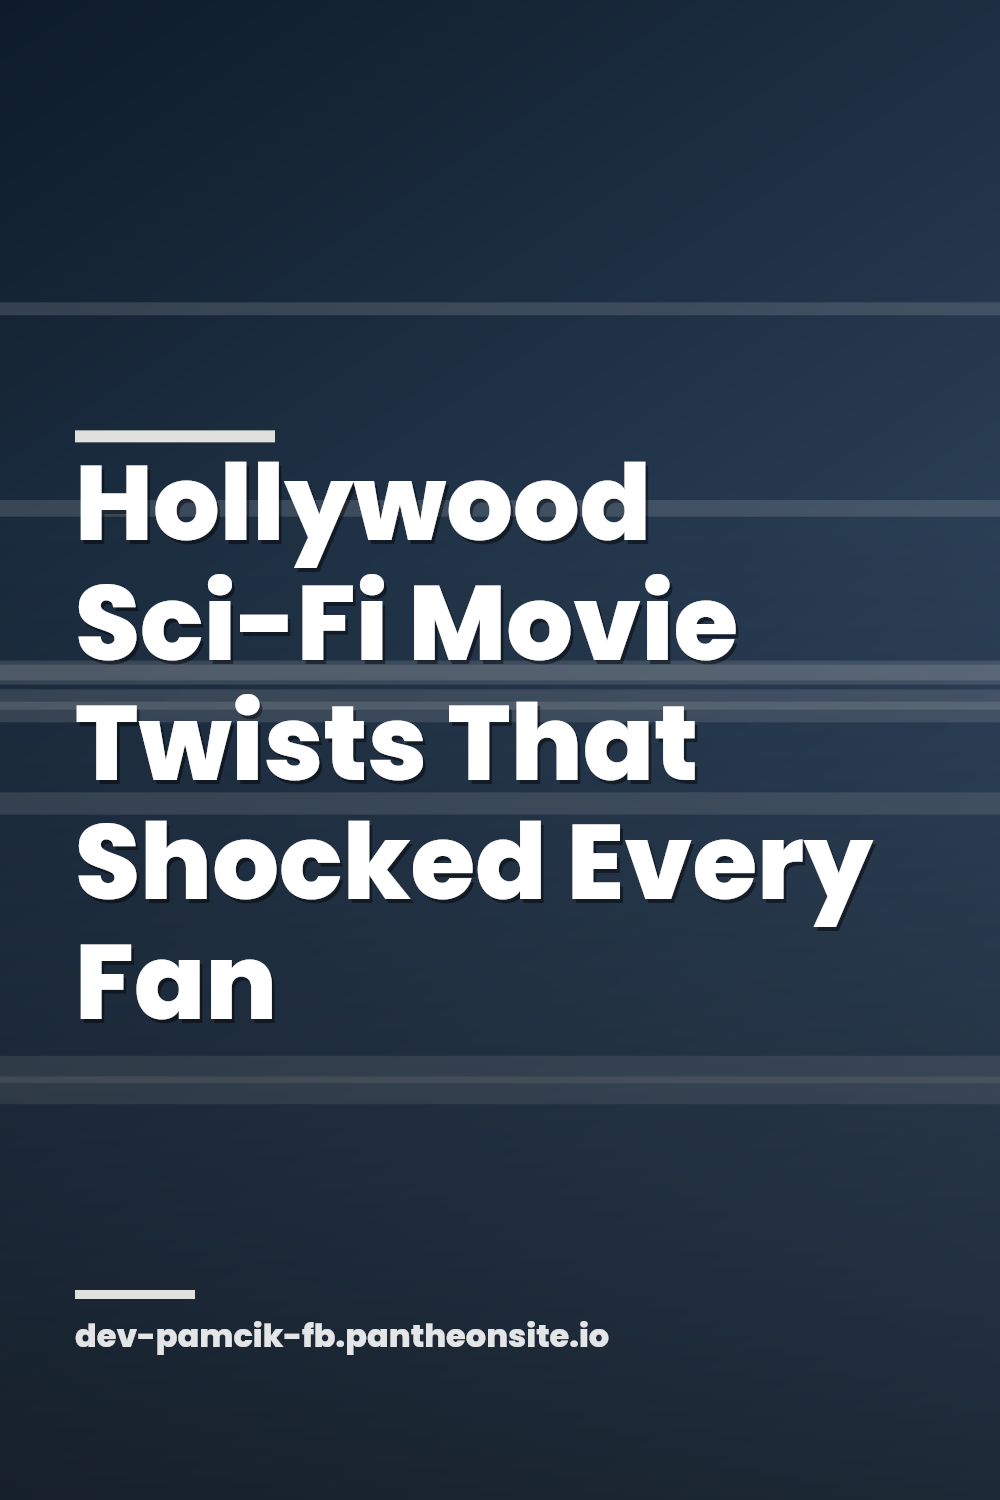 Hollywood
Sci-Fi Movie
Twists That
Shocked Every
Fan
dev-pamcik-fb.pantheonsite.io